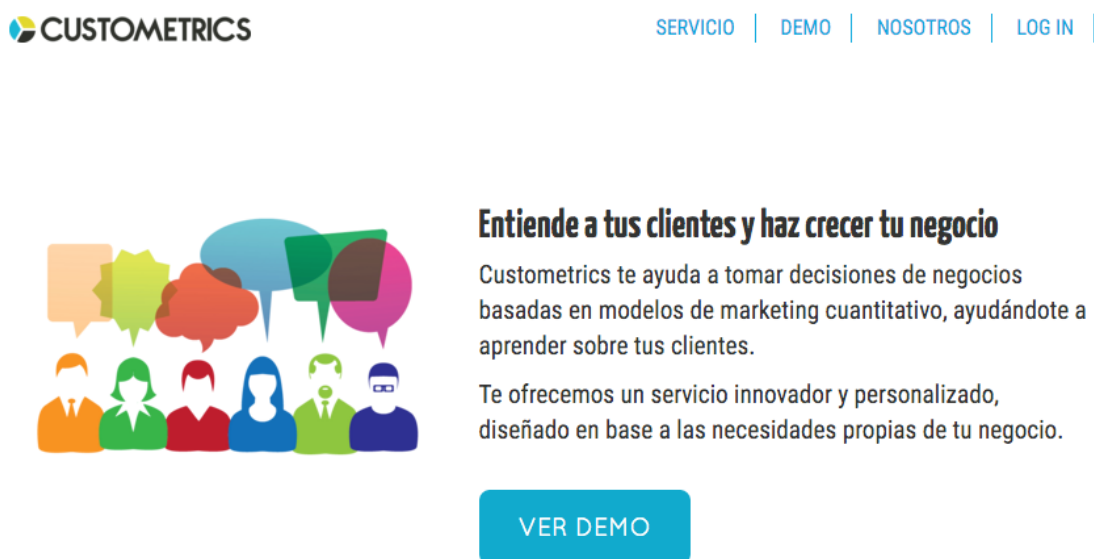 CUSTOMETRICS
SERVICIO | DEMO | NOSOTROS | LOG IN |
Entiende a tus clientes y haz crecer tu negocio
Custometrics te ayuda a tomar decisiones de negocios
basadas en modelos de marketing cuantitativo, ayudándote a
aprender sobre tus clientes.
Te ofrecemos un servicio innovador y personalizado,
diseñado en base a las necesidades propias de tu negocio.
VER DEMO